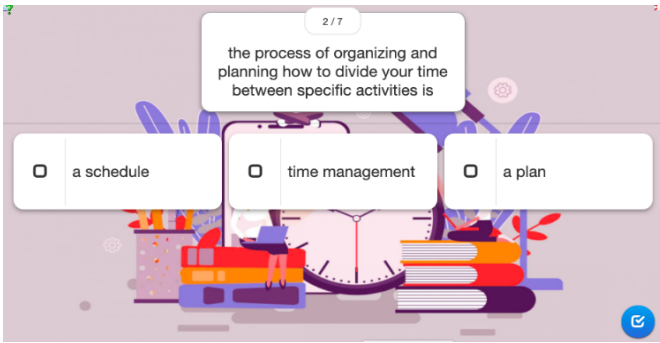 2 / 7
the process of organizing and
planning how to divide your time
between specific activities is
a schedule
time management
a plan